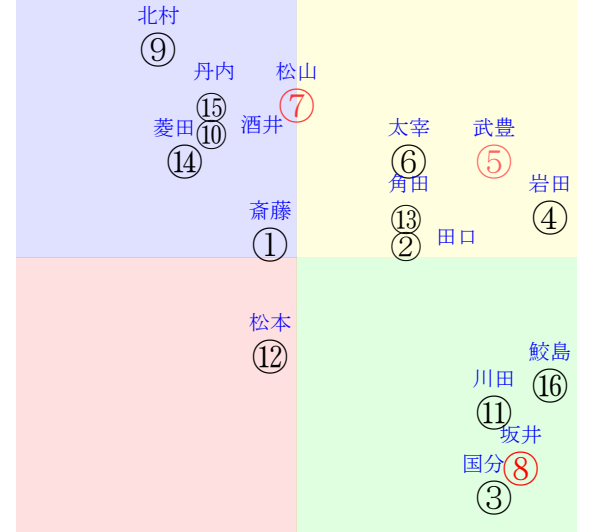 北村
⑨
丹内
松山
⑮
⑦
菱田
⑩
酒井
太宰
武豊
⑭
⑥
⑤
角田
岩田
斎藤
⑬
④
①
②
田口
松本
⑫
鮫島
川田
⑯
⑪
坂井
国分
⑧
③